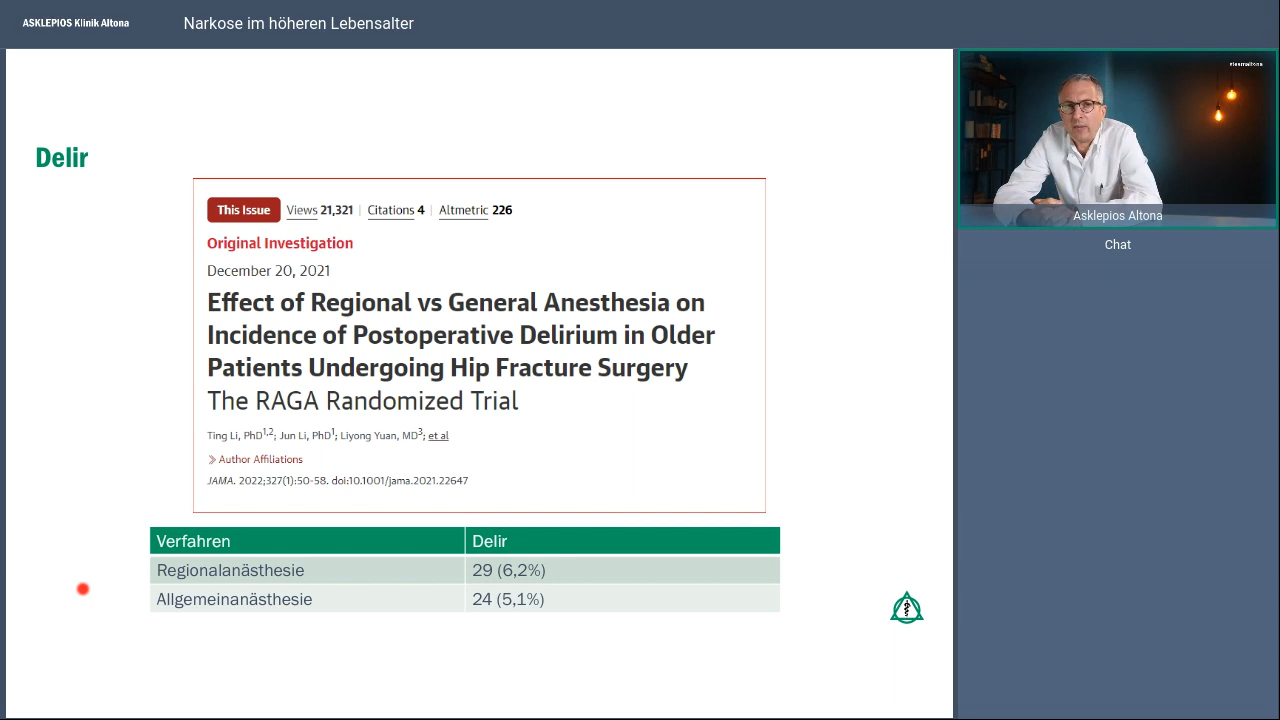 ASKLEPIOS Klinik Altona
Narkose im höheren Lebensalter
Delir
This Issue Views 21,321 | Citations 4 | Altmetric 226
Original Investigation
December 20, 2021
Effect of Regional vs General Anesthesia on
Incidence of Postoperative Delirium in Older
Patients Undergoing Hip Fracture Surgery
The RAGA Randomized Trial
Ting Li, PhD1,2; Jun Li, PhD1; Liyong Yuan, MD3; et al
Author Affiliations
JAMA. 2022;327(1):50-58. doi:10.1001/jama.2021.22647
Verfahren Delir
Regionalanästhesie 29 (6,2%)
Allgemeinanästhesie 24 (5,1%)
#teamaltona
Asklepios Altona
Chat